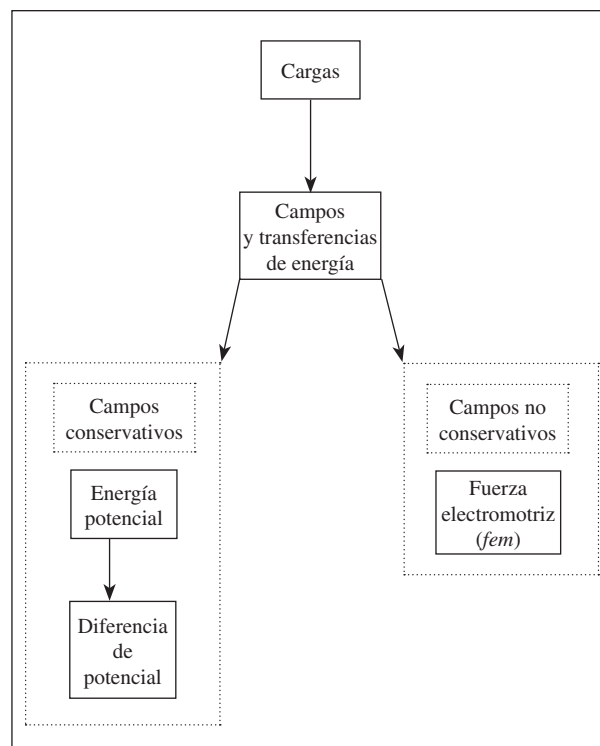 Cargas
Campos
y transferencias
de energía
Campos
conservativos
Energía
potencial
Diferencia
de
potencial
Campos no
conservativos
Fuerza
electromotriz
(fem)